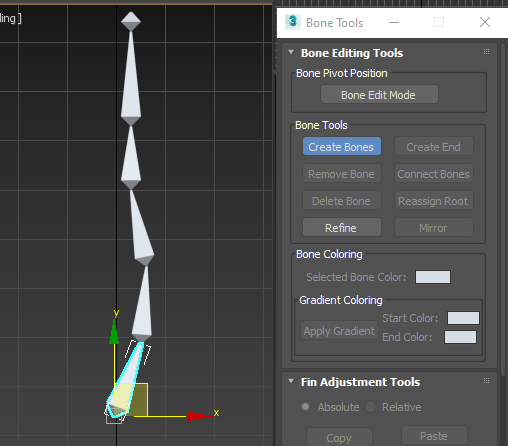 ling ]
3 Bone Tools
Bone Editing Tools
Bone Pivot Position
Bone Edit Mode
Bone Tools
Create Bones Create End
Remove Bone Connect Bones
Delete Bone Reassign Root
Refine Mirror
Bone Coloring
Selected Bone Color:
Gradient Coloring
Apply Gradient Start Color:
End Color:
y
x
Fin Adjustment Tools
Absolute Relative
Copy Paste